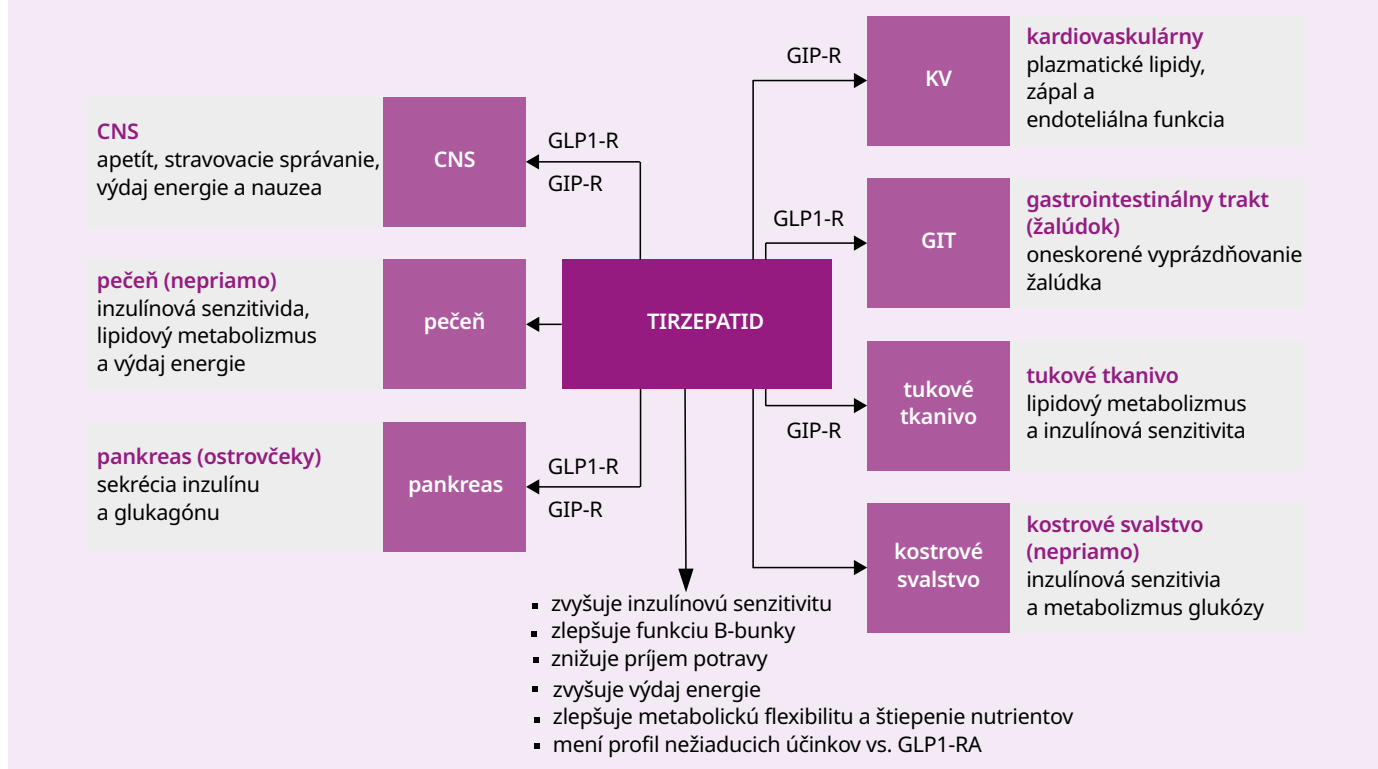 CNS
apetít, stravovacie správanie,
výdaj energie a nauzea
CNS
GLP1-R
GIP-R
pečeň (nepriamo)
inzulínová senzitivida,
lipidový metabolizmus
a výdaj energie
pečeň
pankreas (ostrovčeky)
sekrécia inzulínu
a glukagónu
pankreas
GLP1-R
GIP-R
TIRZEPATID
GIP-R
KV
kardiovaskulárny
plazmatické lipidy,
zápal a
endoteliálna funkcia
GLP1-R
GIT
gastrointestinálny trakt
(žalúdok)
oneskorené vyprázdňovanie
žalúdka
GIP-R
tukové
tkanivo
tukové tkanivo
lipidový metabolizmus
a inzulínová senzitivita
kostrové
svalstvo
kostrové svalstvo
(nepriamo)
inzulínová senzitivia
a metabolizmus glukózy
▪ zvyšuje inzulínovú senzitivitu
▪ zlepšuje funkciu B-bunky
▪ znižuje príjem potravy
▪ zvyšuje výdaj energie
▪ zlepšuje metabolickú flexibilitu a štiepenie nutrientov
▪ mení profil nežiaducich účinkov vs. GLP1-RA